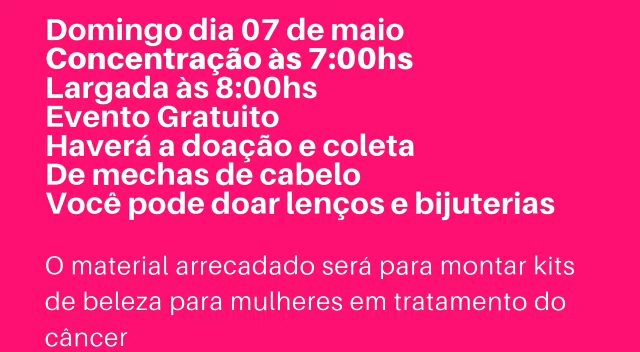 Domingo dia 07 de maio
Concentração às 7:00hs
Largada às 8:00hs
Evento Gratuito
Haverá a doação e coleta
De mechas de cabelo
Você pode doar lenços e bijuterias
O material arrecadado será para montar kits
de beleza para mulheres em tratamento do
câncer